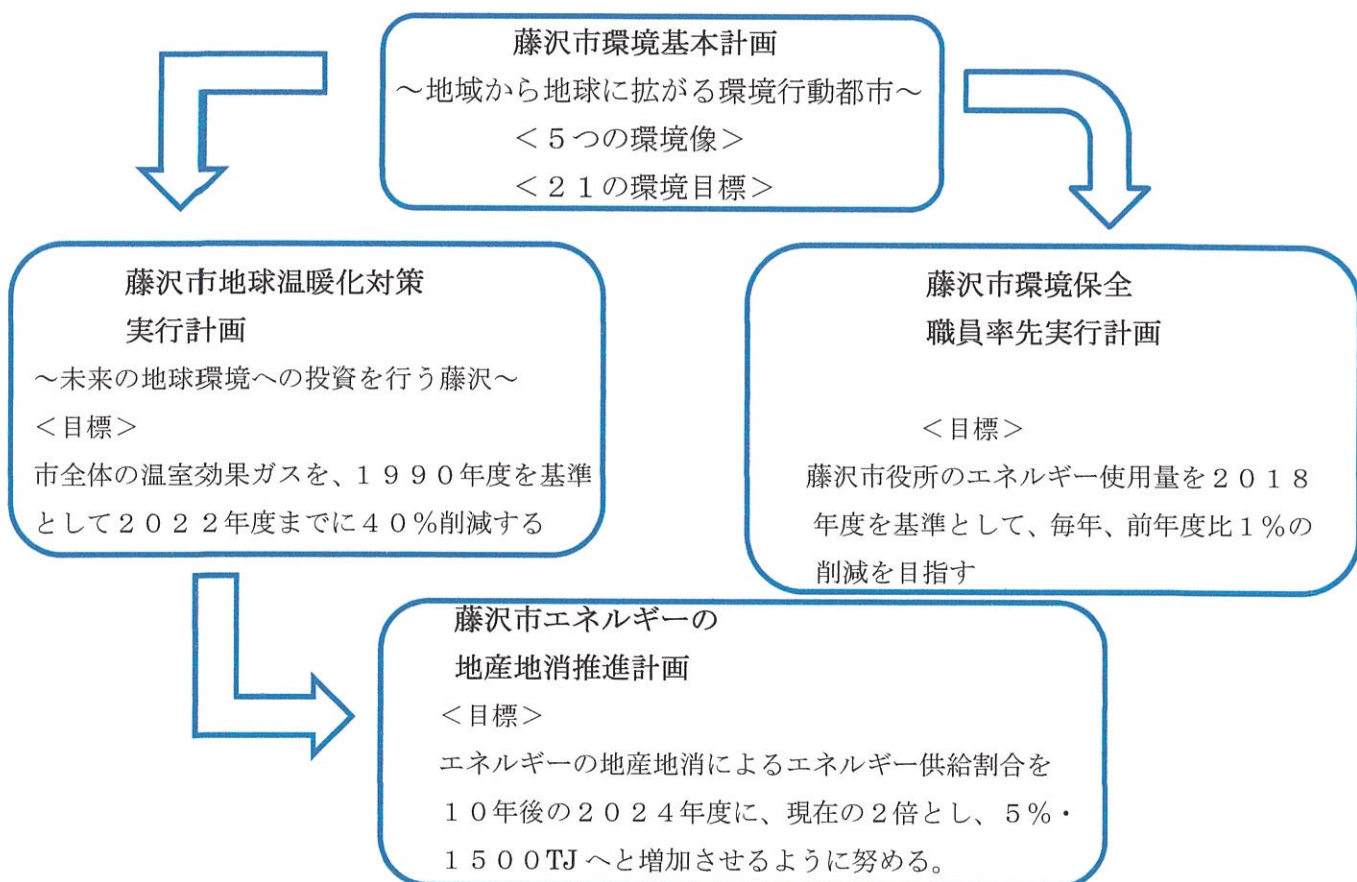 藤沢市環境基本計画
～地域から地球に拡がる環境行動都市～
＜５つの環境像＞
＜２１の環境目標＞
藤沢市地球温暖化対策
実行計画
～未来の地球環境への投資を行う藤沢～
＜目標＞
市全体の温室効果ガスを、１９９０年度を基準
として２０２２年度までに４０％削減する
藤沢市環境保全
職員率先実行計画
＜目標＞
藤沢市役所のエネルギー使用量を２０１８
年度を基準として、毎年、前年度比１％の
削減を目指す
藤沢市エネルギーの
地産地消推進計画
＜目標＞
エネルギーの地産地消によるエネルギー供給割合を
１０年後の２０２４年度に、現在の２倍とし、５％・
１５００TJ へと増加させるように努める。